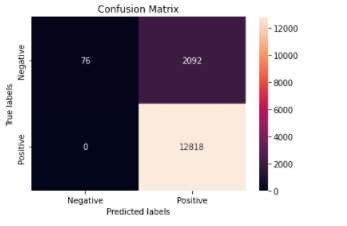 Confusion Matrix
12000
10000
8000
6000
4000
2000
0
True labels
Negative
Positive
76 2092
0 12818
Negative Positive
Predicted labels